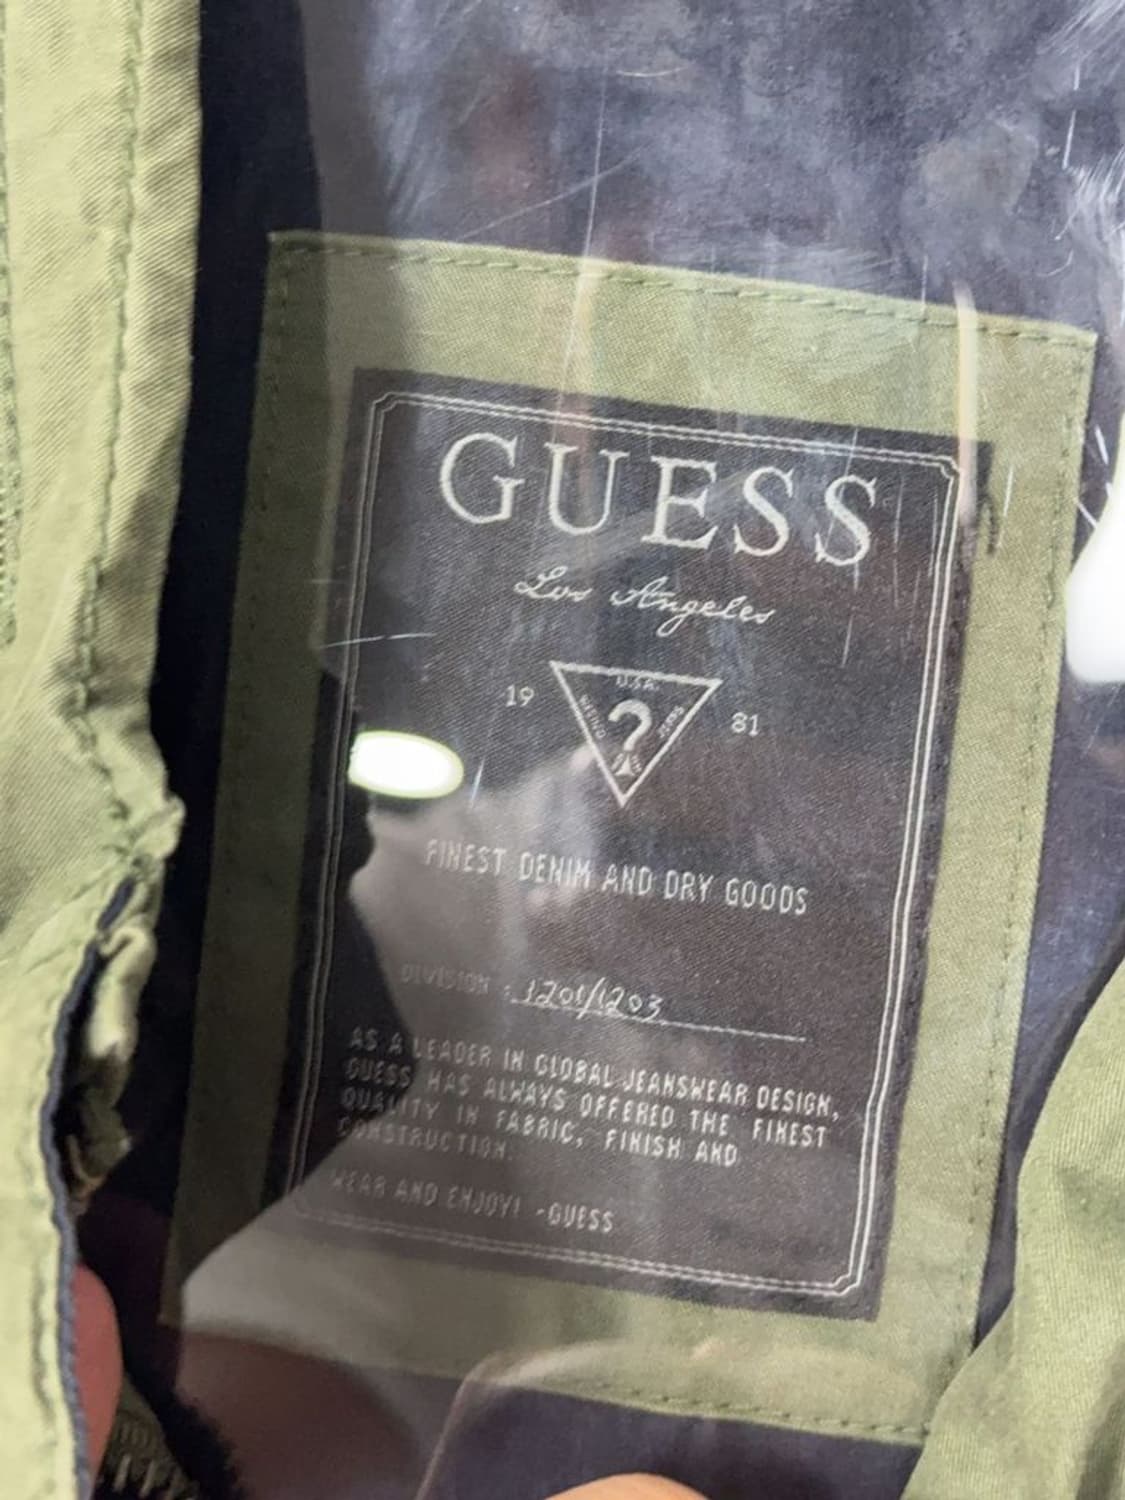 GUESS
Los Angeles
19 81
U.S.A.
?
FINEST DENIM AND DRY GOODS
DIVISION : 1201/1203
AS A LEADER IN GLOBAL JEANSWEAR DESIGN,
GUESS HAS ALWAYS OFFERED THE FINEST
QUALITY IN FABRIC, FINISH AND
CONSTRUCTION.
WEAR AND ENJOY! -GUESS